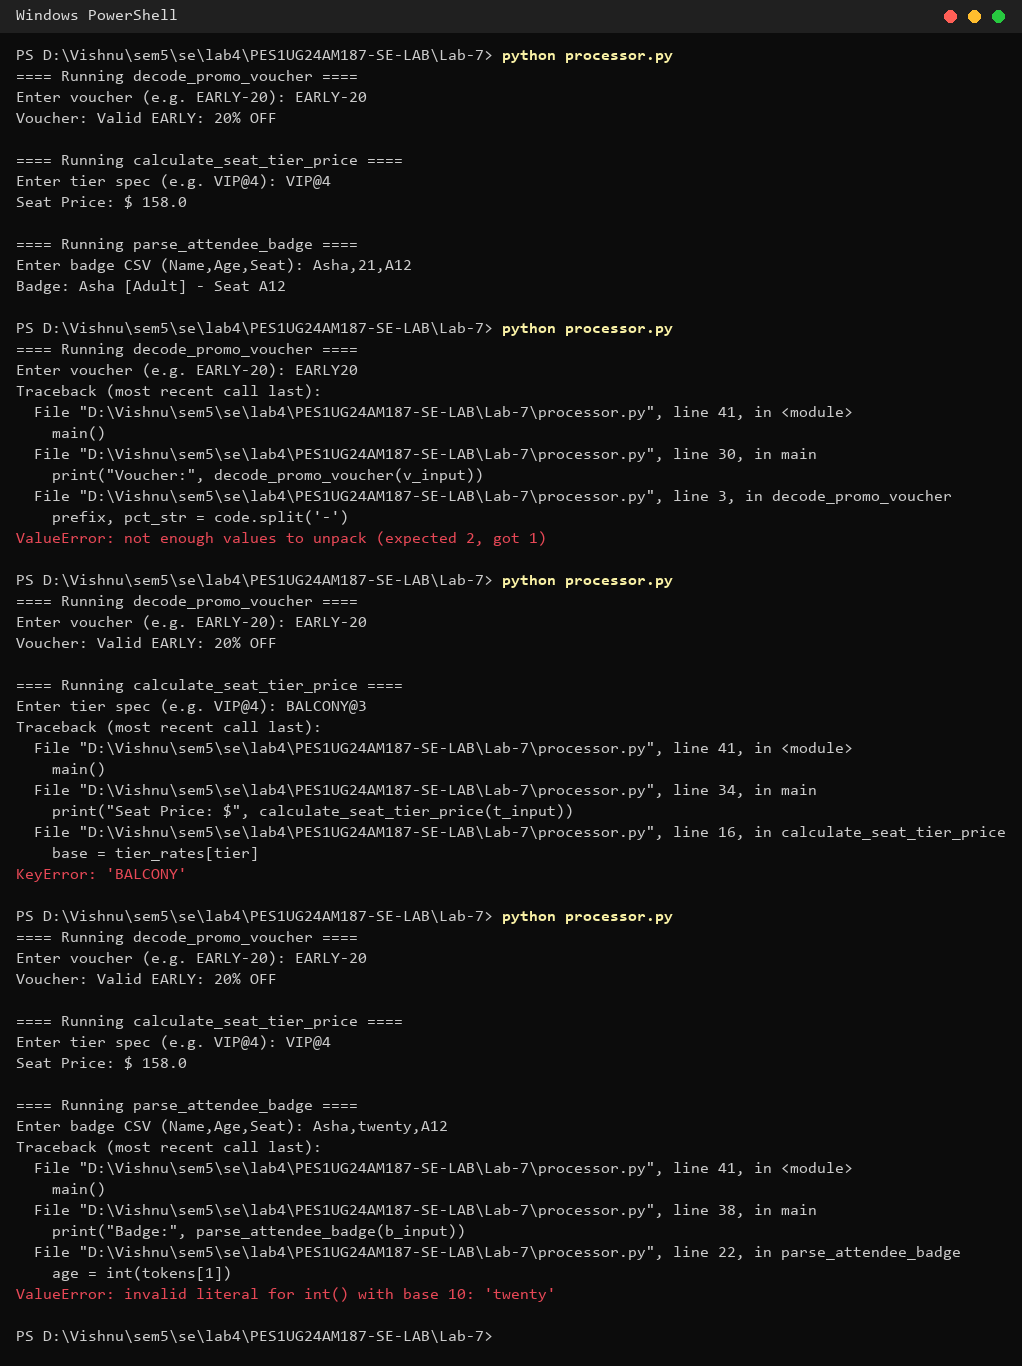 Windows PowerShell
PS D:\Vishnu\sem5\se\lab4\PES1UG24AM187-SE-LAB\Lab-7> python processor.py
==== Running decode_promo_voucher ====
Enter voucher (e.g. EARLY-20): EARLY-20
Voucher: Valid EARLY: 20% OFF

==== Running calculate_seat_tier_price ====
Enter tier spec (e.g. VIP@4): VIP@4
Seat Price: $ 158.0

==== Running parse_attendee_badge ====
Enter badge CSV (Name,Age,Seat): Asha,21,A12
Badge: Asha [Adult] - Seat A12

PS D:\Vishnu\sem5\se\lab4\PES1UG24AM187-SE-LAB\Lab-7> python processor.py
==== Running decode_promo_voucher ====
Enter voucher (e.g. EARLY-20): EARLY20
Traceback (most recent call last):
  File "D:\Vishnu\sem5\se\lab4\PES1UG24AM187-SE-LAB\Lab-7\processor.py", line 41, in <module>
    main()
  File "D:\Vishnu\sem5\se\lab4\PES1UG24AM187-SE-LAB\Lab-7\processor.py", line 30, in main
    print("Voucher:", decode_promo_voucher(v_input))
  File "D:\Vishnu\sem5\se\lab4\PES1UG24AM187-SE-LAB\Lab-7\processor.py", line 3, in decode_promo_voucher
    prefix, pct_str = code.split('-')
ValueError: not enough values to unpack (expected 2, got 1)

PS D:\Vishnu\sem5\se\lab4\PES1UG24AM187-SE-LAB\Lab-7> python processor.py
==== Running decode_promo_voucher ====
Enter voucher (e.g. EARLY-20): EARLY-20
Voucher: Valid EARLY: 20% OFF

==== Running calculate_seat_tier_price ====
Enter tier spec (e.g. VIP@4): BALCONY@3
Traceback (most recent call last):
  File "D:\Vishnu\sem5\se\lab4\PES1UG24AM187-SE-LAB\Lab-7\processor.py", line 41, in <module>
    main()
  File "D:\Vishnu\sem5\se\lab4\PES1UG24AM187-SE-LAB\Lab-7\processor.py", line 34, in main
    print("Seat Price: $", calculate_seat_tier_price(t_input))
  File "D:\Vishnu\sem5\se\lab4\PES1UG24AM187-SE-LAB\Lab-7\processor.py", line 16, in calculate_seat_tier_price
    base = tier_rates[tier]
KeyError: 'BALCONY'

PS D:\Vishnu\sem5\se\lab4\PES1UG24AM187-SE-LAB\Lab-7> python processor.py
==== Running decode_promo_voucher ====
Enter voucher (e.g. EARLY-20): EARLY-20
Voucher: Valid EARLY: 20% OFF

==== Running calculate_seat_tier_price ====
Enter tier spec (e.g. VIP@4): VIP@4
Seat Price: $ 158.0

==== Running parse_attendee_badge ====
Enter badge CSV (Name,Age,Seat): Asha,twenty,A12
Traceback (most recent call last):
  File "D:\Vishnu\sem5\se\lab4\PES1UG24AM187-SE-LAB\Lab-7\processor.py", line 41, in <module>
    main()
  File "D:\Vishnu\sem5\se\lab4\PES1UG24AM187-SE-LAB\Lab-7\processor.py", line 38, in main
    print("Badge:", parse_attendee_badge(b_input))
  File "D:\Vishnu\sem5\se\lab4\PES1UG24AM187-SE-LAB\Lab-7\processor.py", line 22, in parse_attendee_badge
    age = int(tokens[1])
ValueError: invalid literal for int() with base 10: 'twenty'

PS D:\Vishnu\sem5\se\lab4\PES1UG24AM187-SE-LAB\Lab-7>